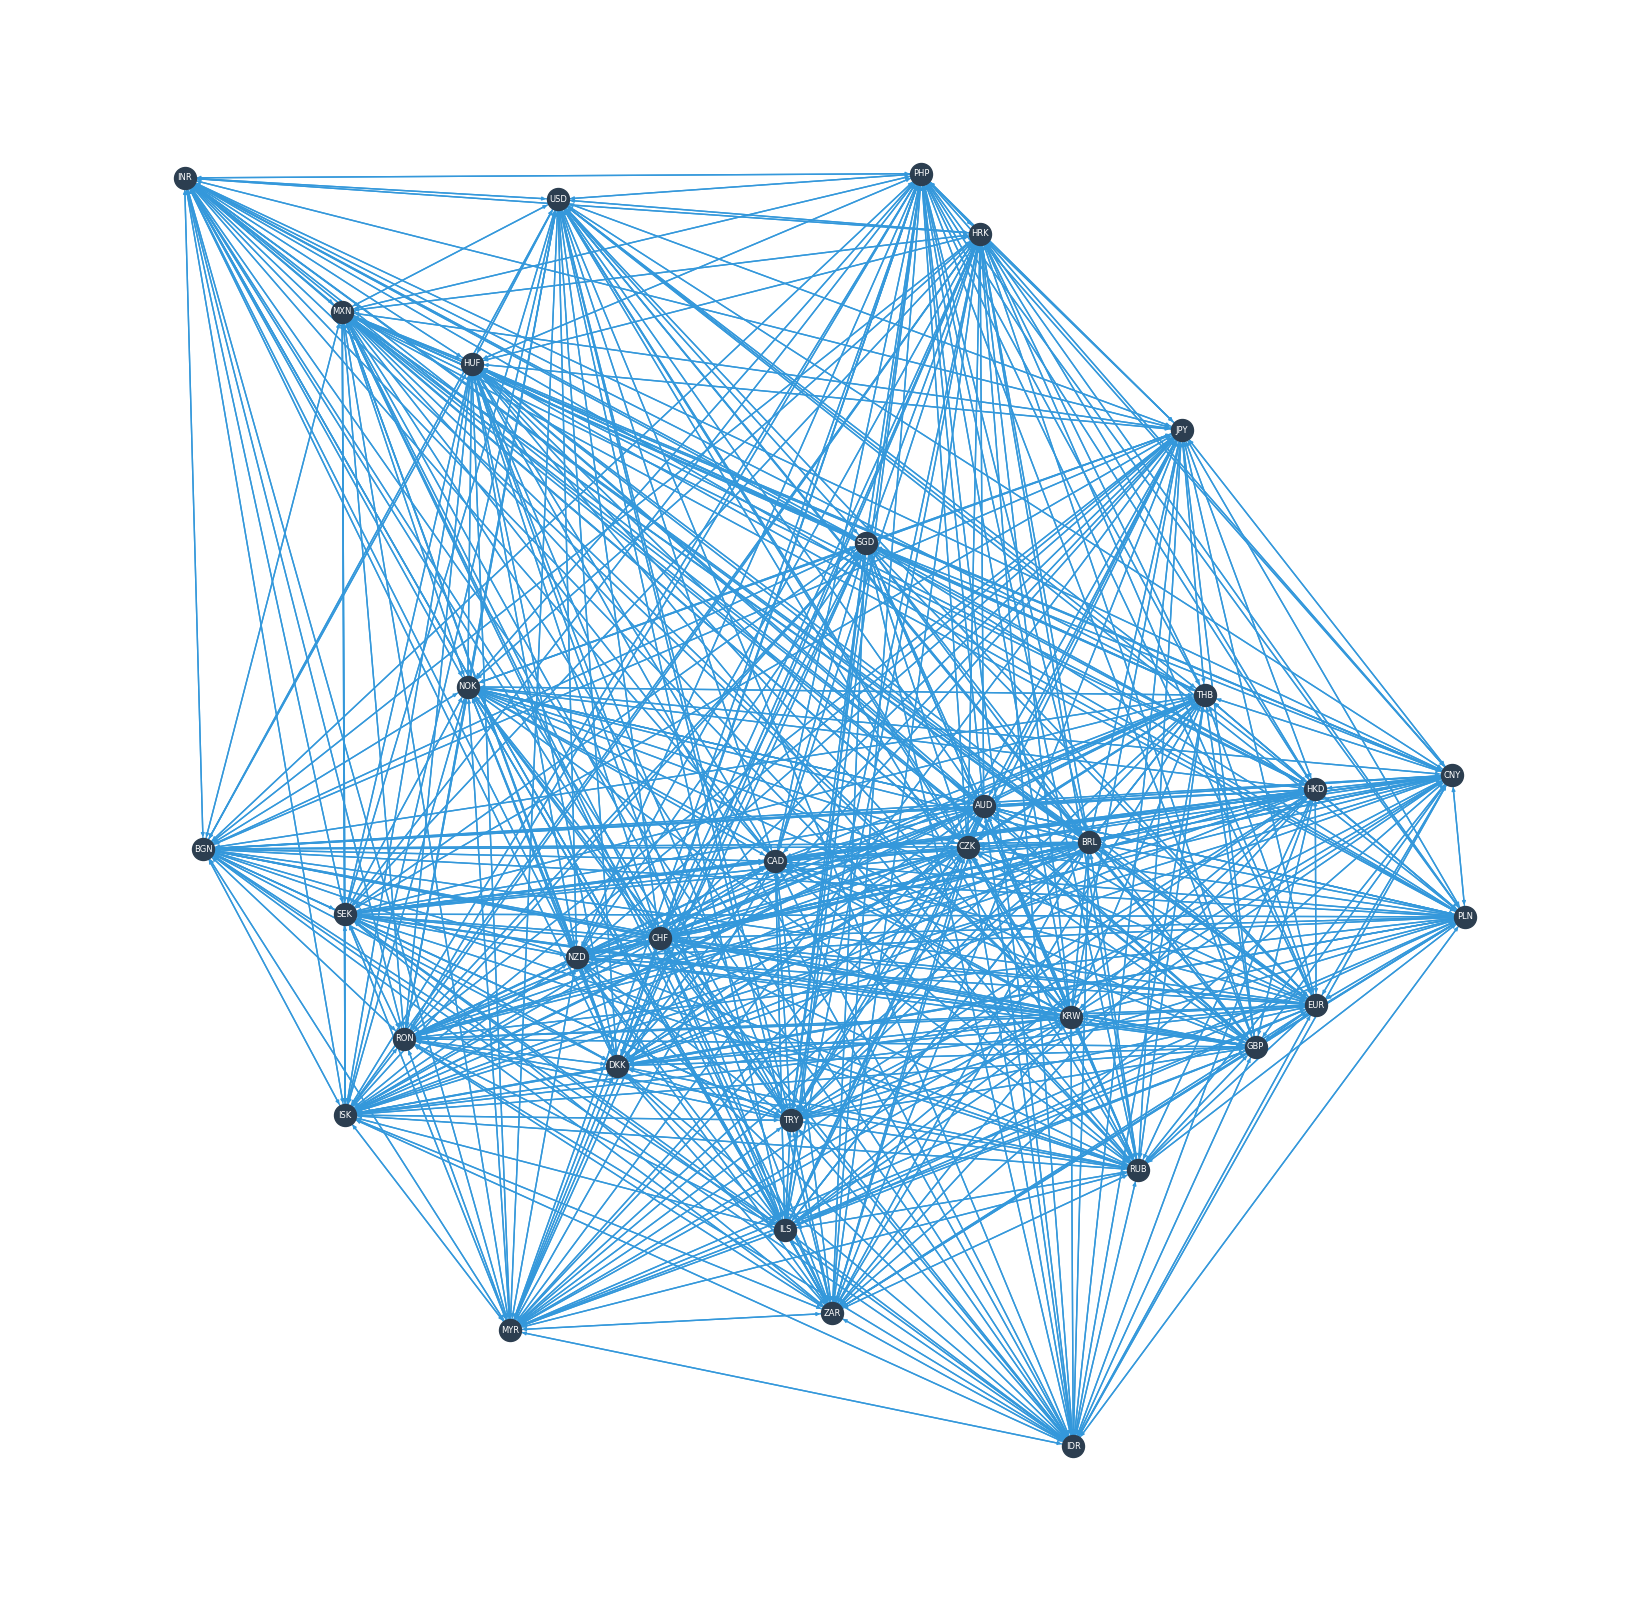 INR
PHP
USD
HRK
MXN
HUF
JPY
SGD
NOK
THB
CNY
HKD
AUD
BRL
CZK
BGN
CAD
SEK
PLN
CHF
NZD
EUR
KRW
RON
GBP
DKK
ISK
TRY
RUB
ILS
ZAR
MYR
IDR